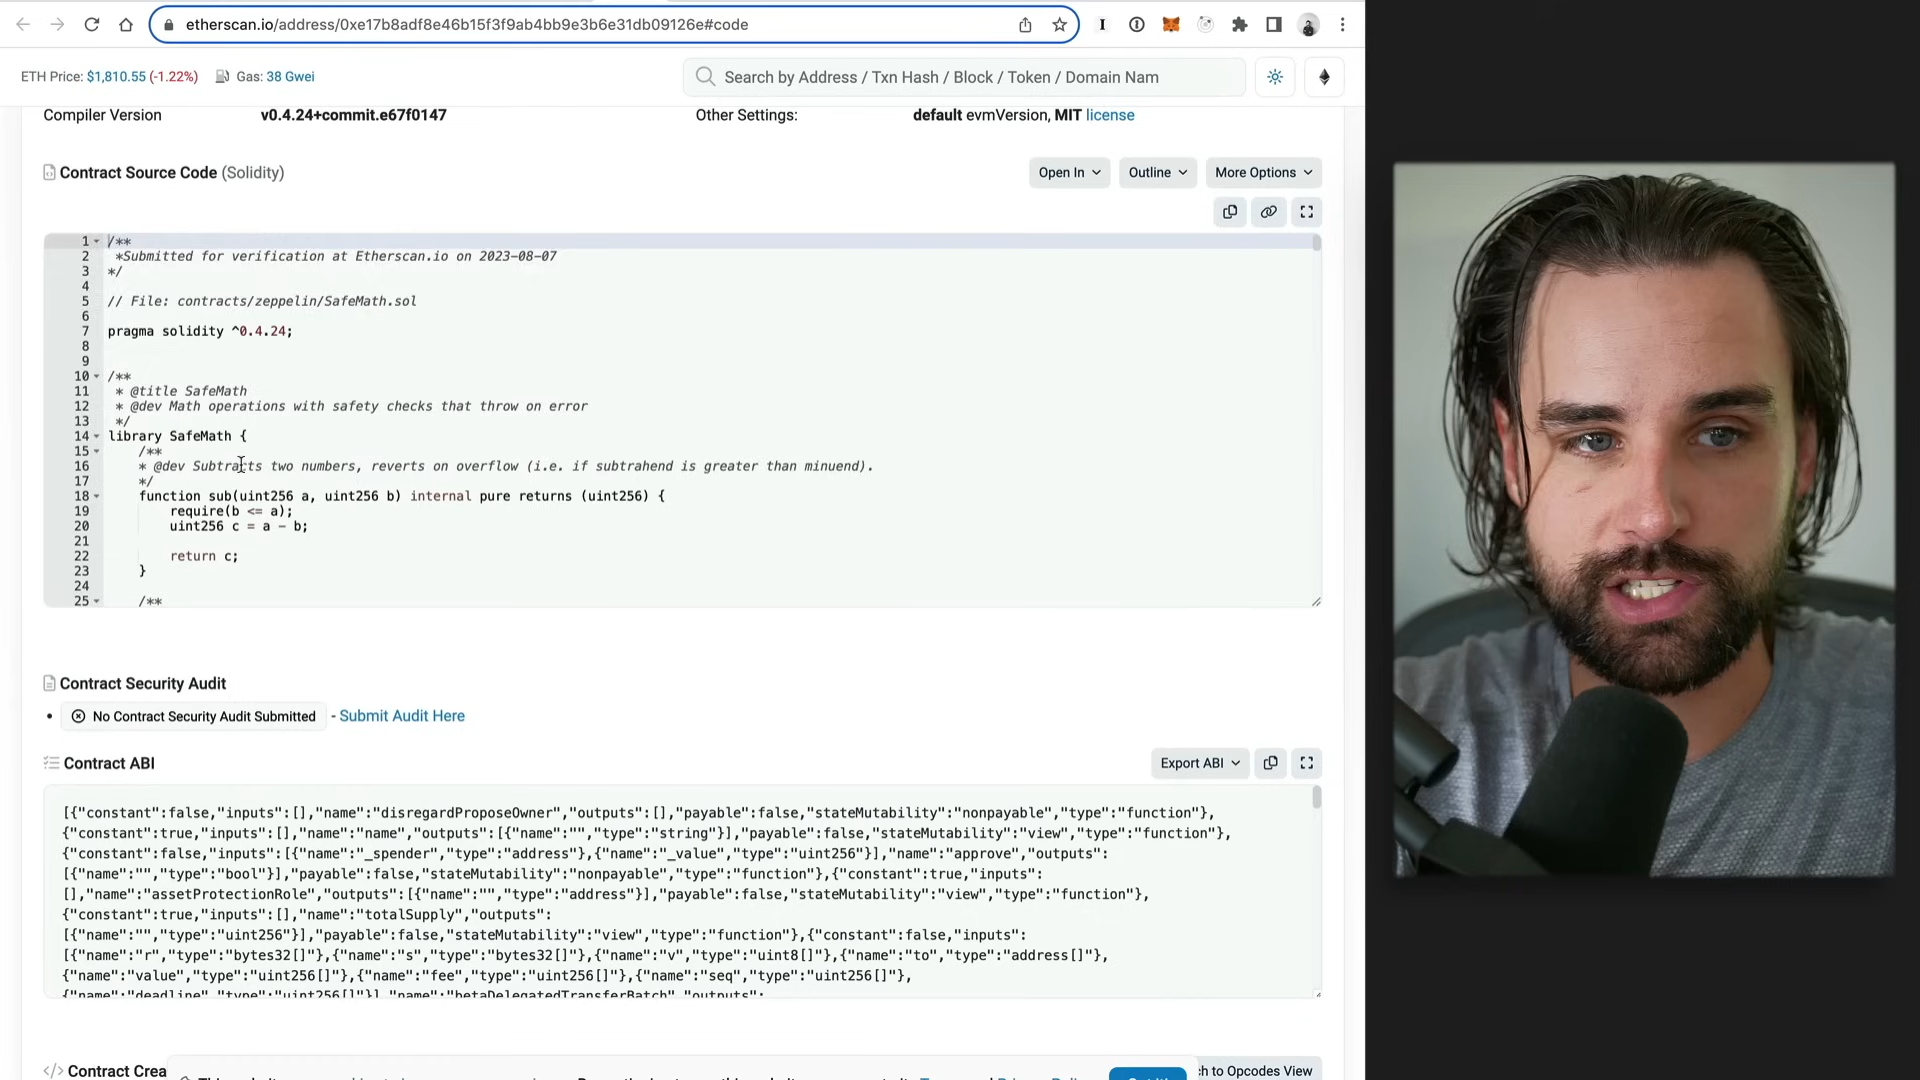 etherscan.io/address/0xe17b8adf8e46b15f3f9ab4bb9e3b6e31db09126e#code
ETH Price: $1,810.55 (-1.22%) Gas: 38 Gwei
Search by Address / Txn Hash / Block / Token / Domain Nam
Compiler Version v0.4.24+commit.e67f0147 Other Settings: default evmVersion, MIT license
Contract Source Code (Solidity) Open In Outline More Options
1 /**
2 *Submitted for verification at Etherscan.io on 2023-08-07
3 */
4
5 // File: contracts/zeppelin/SafeMath.sol
6
7 pragma solidity ^0.4.24;
8
9
10 /**
11 * @title SafeMath
12 * @dev Math operations with safety checks that throw on error
13 */
14 library SafeMath {
15 /**
16 * @dev Subtracts two numbers, reverts on overflow (i.e. if subtrahend is greater than minuend).
17 */
18 function sub(uint256 a, uint256 b) internal pure returns (uint256) {
19 require(b <= a);
20 uint256 c = a - b;
21
22 return c;
23 }
24
25 /**
Contract Security Audit
• No Contract Security Audit Submitted - Submit Audit Here
Contract ABI Export ABI
[{"constant":false,"inputs":[],"name":"disregardProposeOwner","outputs":[],"payable":false,"stateMutability":"nonpayable","type":"function"},
{"constant":true,"inputs":[],"name":"name","outputs":[{"name":"","type":"string"}],"payable":false,"stateMutability":"view","type":"function"},
{"constant":false,"inputs":[{"name":"_spender","type":"address"},{"name":"_value","type":"uint256"}],"name":"approve","outputs":
[{"name":"","type":"bool"}],"payable":false,"stateMutability":"nonpayable","type":"function"},{"constant":true,"inputs":
[],"name":"assetProtectionRole","outputs":[{"name":"","type":"address"}],"payable":false,"stateMutability":"view","type":"function"},
{"constant":true,"inputs":[],"name":"totalSupply","outputs":
[{"name":"","type":"uint256"}],"payable":false,"stateMutability":"view","type":"function"},{"constant":false,"inputs":
[{"name":"r","type":"bytes32[]"},{"name":"s","type":"bytes32[]"},{"name":"v","type":"uint8[]"},{"name":"to","type":"address[]"},
{"name":"value","type":"uint256[]"},{"name":"fee","type":"uint256[]"},{"name":"seq","type":"uint256[]"},
{"name":"deadline","type":"uint256[]"}],"name":"betaDelegatedTransferBatch","outputs":
Contract Crea ch to Opcodes View